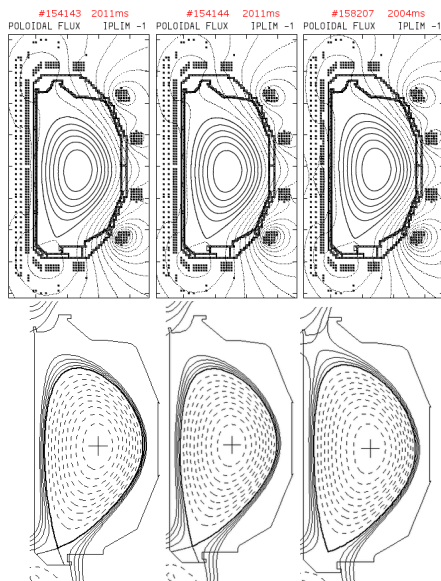 #154143 2011ms
POLOIDAL FLUX IPLIM -1
#154144 2011ms
POLOIDAL FLUX IPLIM -1
#158207 2004ms
POLOIDAL FLUX IPLIM -1